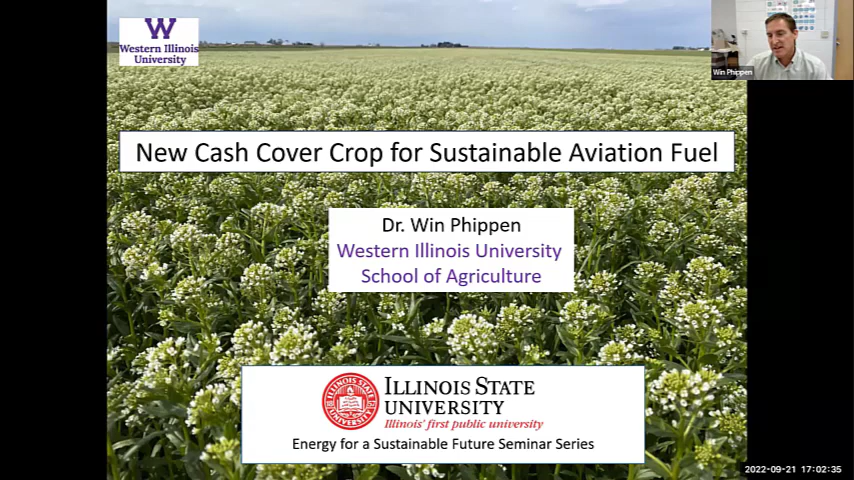 Western Illinois
University
Win Phippen
New Cash Cover Crop for Sustainable Aviation Fuel
Dr. Win Phippen
Western Illinois University
School of Agriculture
ILLINOIS STATE
UNIVERSITY
Illinois' first public university
Energy for a Sustainable Future Seminar Series
2022-09-21 17:02:35